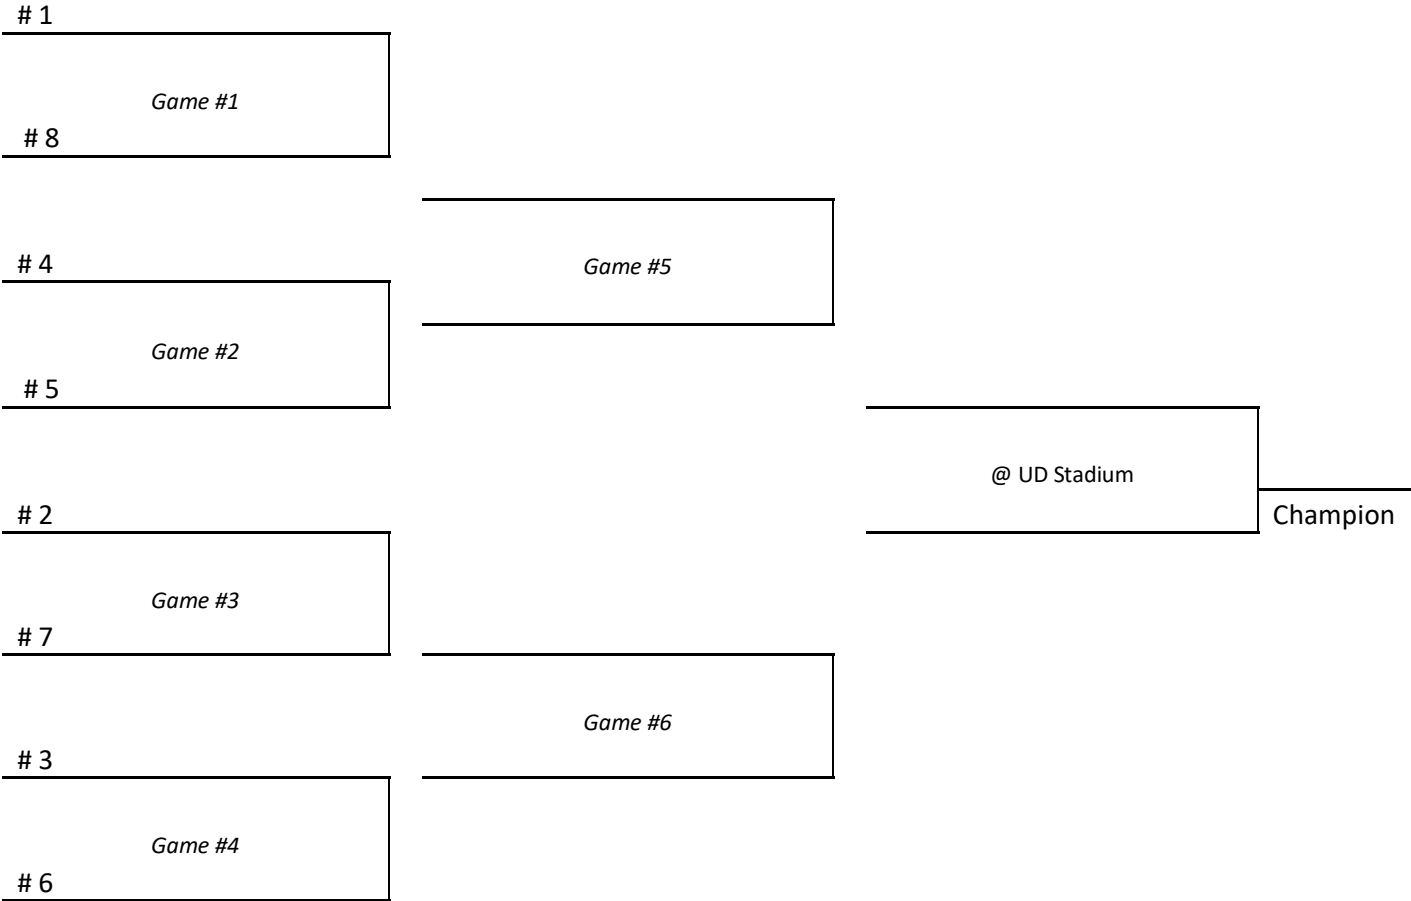 # 1
Game #1
# 8
# 4
Game #5
Game #2
# 5
@ UD Stadium
# 2
Champion
Game #3
# 7
Game #6
# 3
Game #4
# 6